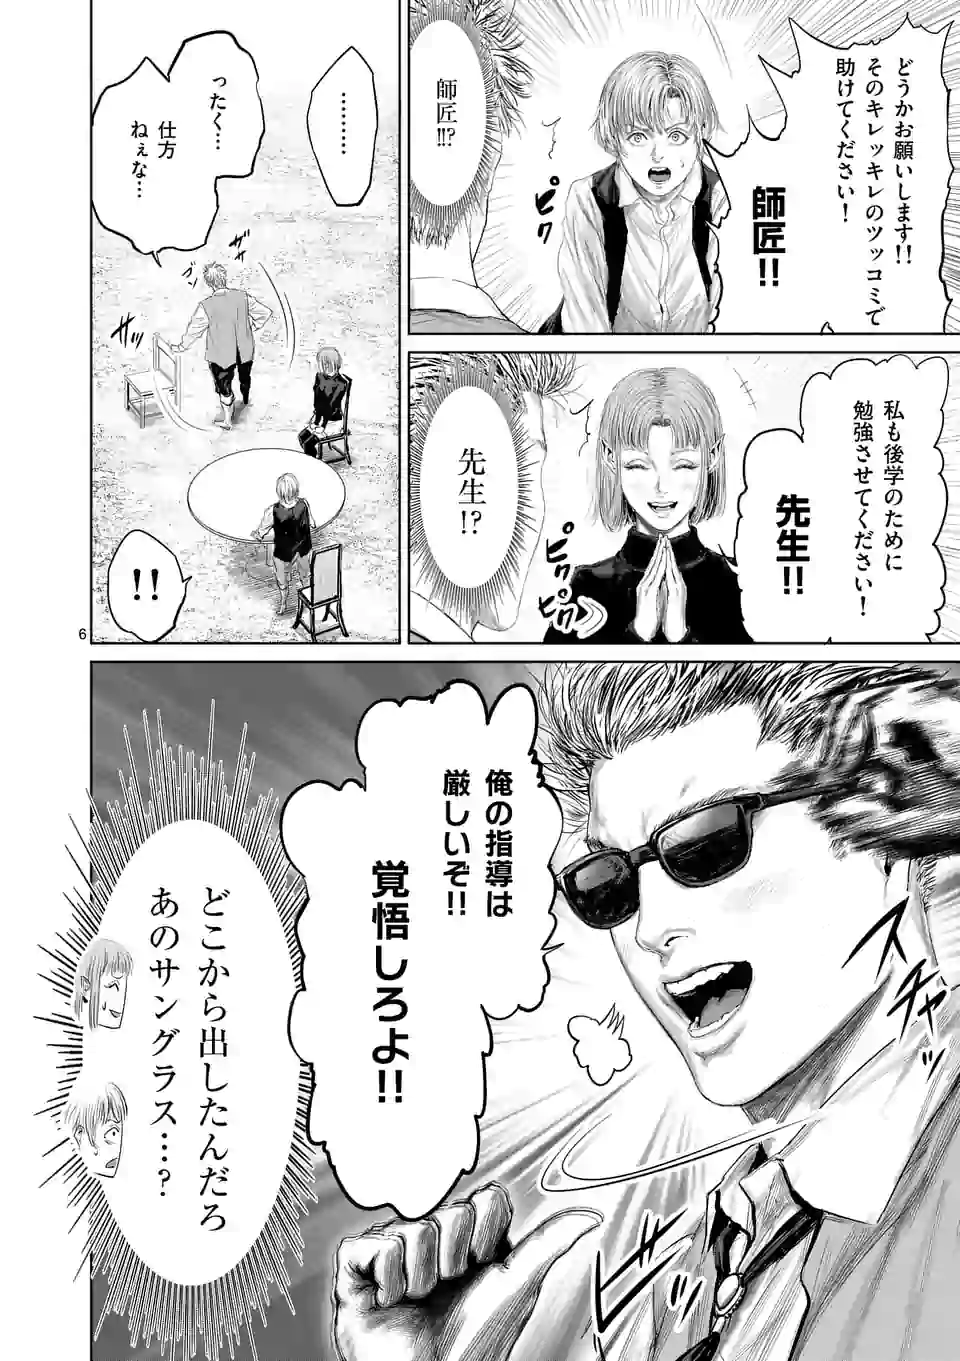 どうかお願いします!!
そのキレッキレのツッコミで
助けてください！
師匠!!
ピク
師匠!!?
私も後学のために
勉強させてください！
先生!!
先生!?
ピク
ピク
…………
ったく…
仕方
ねぇな…
ザッ
グン
ガッ
!!
6
俺の指導は
厳しいぞ!!
覚悟しろよ!!
スチャ
どこから出したんだろ
あのサングラス…？